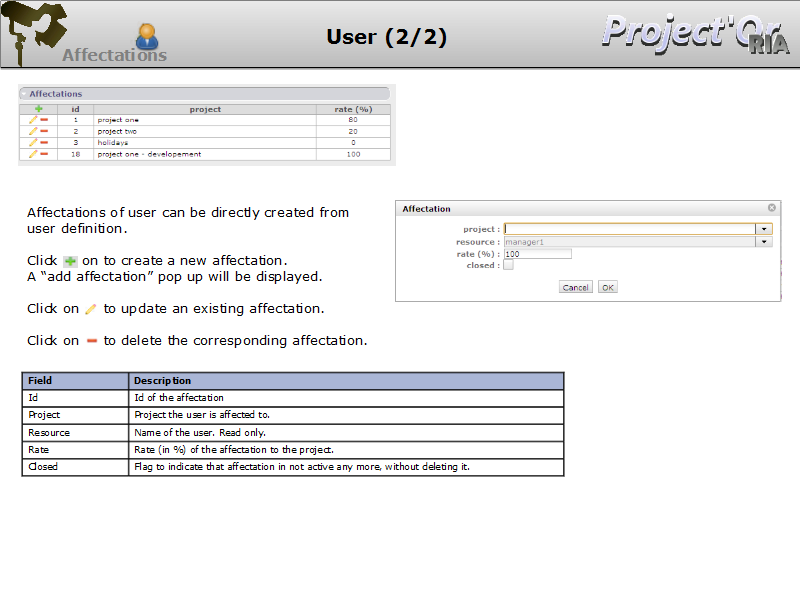 Affectations
User (2/2)
Project'Or
RIA
Affectations
id project rate (%)
1 project one 80
2 project two 20
3 holidays 0
18 project one - developement 100
Affectations of user can be directly created from
user definition.
Click on to create a new affectation.
A “add affectation” pop up will be displayed.
Click on to update an existing affectation.
Click on to delete the corresponding affectation.
Affectation
project :
resource : manager1
rate (%) : 100
closed :
Cancel OK
Field Description
Id Id of the affectation
Project Project the user is affected to.
Resource Name of the user. Read only.
Rate Rate (in %) of the affectation to the project.
Closed Flag to indicate that affectation in not active any more, without deleting it.